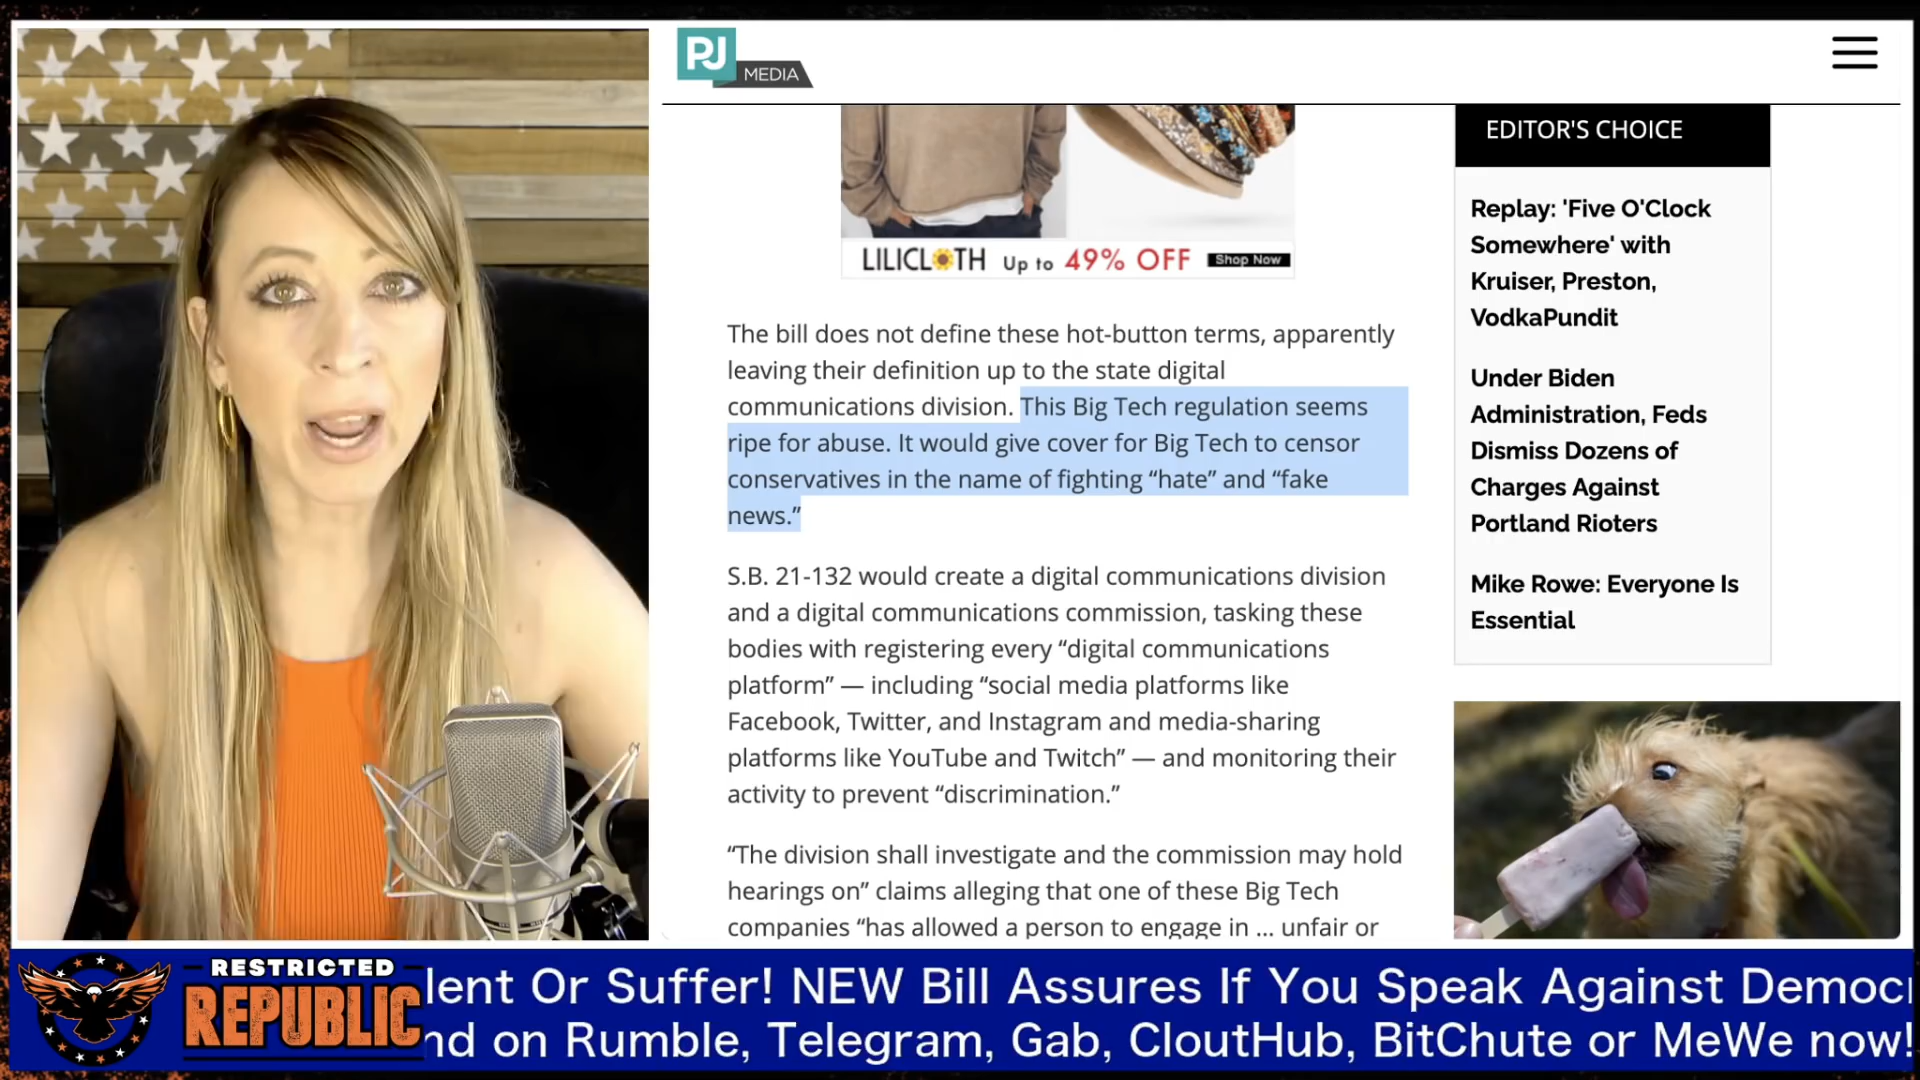 PJ
MEDIA
EDITOR'S CHOICE
LILICLOTH Up to 49% OFF Shop Now
Replay: 'Five O'Clock
Somewhere' with
Kruiser, Preston,
VodkaPundit
Under Biden
Administration, Feds
Dismiss Dozens of
Charges Against
Portland Rioters
Mike Rowe: Everyone Is
Essential
The bill does not define these hot-button terms, apparently
leaving their definition up to the state digital
communications division. This Big Tech regulation seems
ripe for abuse. It would give cover for Big Tech to censor
conservatives in the name of fighting “hate” and “fake
news.”
S.B. 21-132 would create a digital communications division
and a digital communications commission, tasking these
bodies with registering every “digital communications
platform” — including “social media platforms like
Facebook, Twitter, and Instagram and media-sharing
platforms like YouTube and Twitch” — and monitoring their
activity to prevent “discrimination.”
“The division shall investigate and the commission may hold
hearings on” claims alleging that one of these Big Tech
companies “has allowed a person to engage in ... unfair or
RESTRICTED
REPUBLIC
lent Or Suffer! NEW Bill Assures If You Speak Against Democr
nd on Rumble, Telegram, Gab, CloutHub, BitChute or MeWe now!